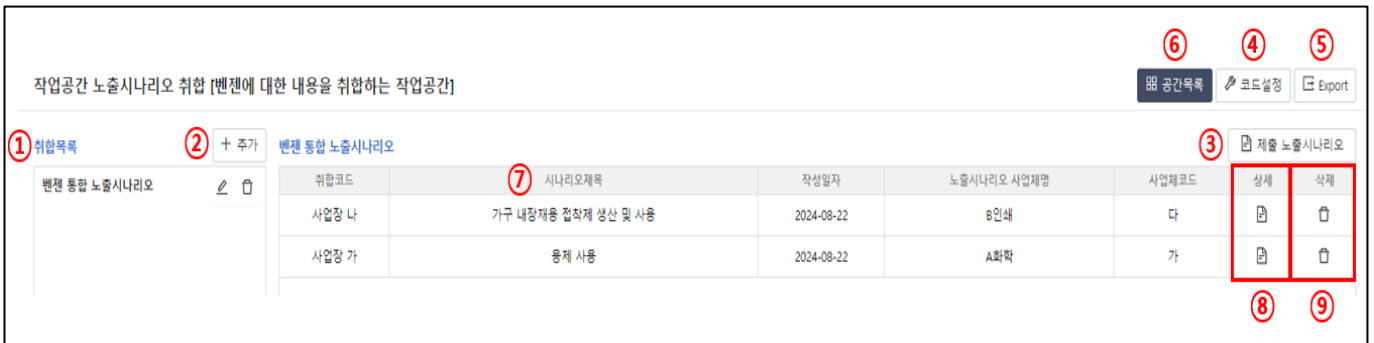 ⑥ ④ ⑤
작업공간 노출시나리오 취합 [벤젠에 대한 내용을 취합하는 작업공간] 공간목록 코드설정 Export
① 취합목록 ② + 추가 벤젠 통합 노출시나리오 ③ 제출 노출시나리오
벤젠 통합 노출시나리오 취합코드 ⑦ 시나리오제목 작성일자 노출시나리오 사업체명 사업체코드 상세 삭제
사업장 나 가구 내장재용 접착제 생산 및 사용 2024-08-22 B인쇄 다
사업장 가 용제 사용 2024-08-22 A화학 가
⑧ ⑨